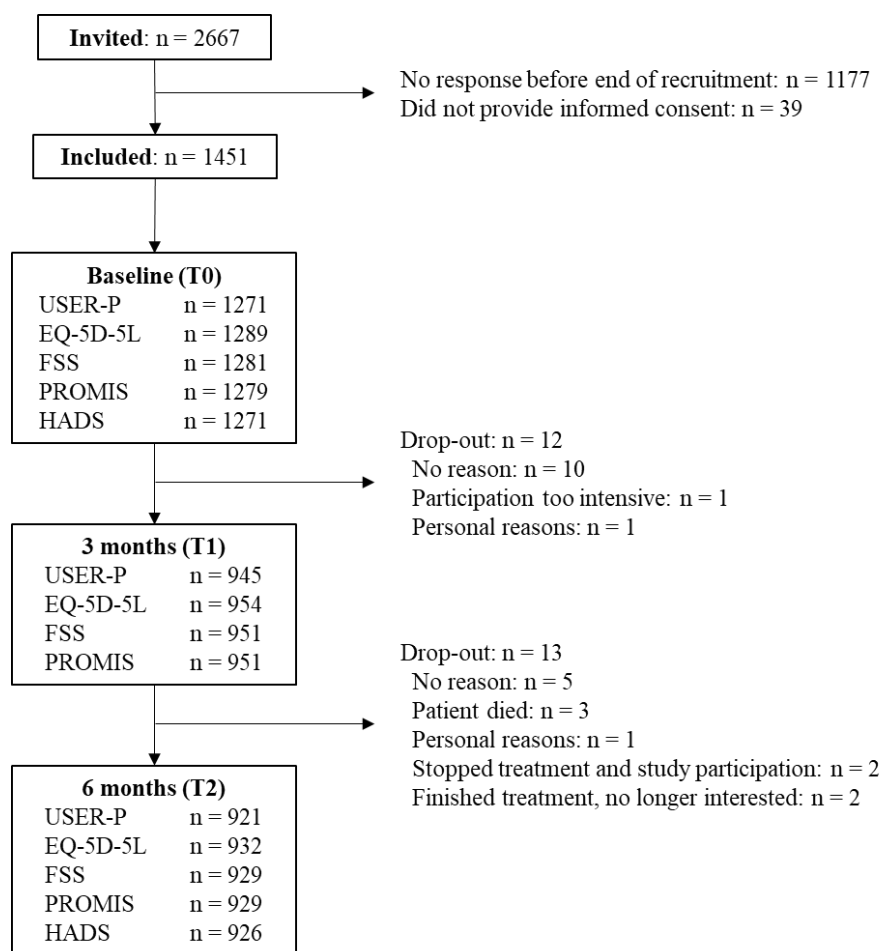 Invited: n = 2667
No response before end of recruitment: n = 1177
Did not provide informed consent: n = 39
Included: n = 1451
Baseline (T0)
USER-P n = 1271
EQ-5D-5L n = 1289
FSS n = 1281
PROMIS n = 1279
HADS n = 1271
Drop-out: n = 12
No reason: n = 10
Participation too intensive: n = 1
Personal reasons: n = 1
3 months (T1)
USER-P n = 945
EQ-5D-5L n = 954
FSS n = 951
PROMIS n = 951
Drop-out: n = 13
No reason: n = 5
Patient died: n = 3
Personal reasons: n = 1
Stopped treatment and study participation: n = 2
Finished treatment, no longer interested: n = 2
6 months (T2)
USER-P n = 921
EQ-5D-5L n = 932
FSS n = 929
PROMIS n = 929
HADS n = 926